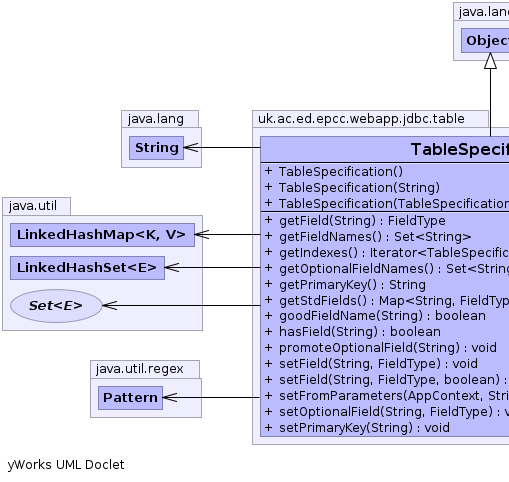 java.lang
Object
java.lang
String
uk.ac.ed.epcc.webapp.jdbc.table
TableSpecif
+ TableSpecification()
+ TableSpecification(String)
+ TableSpecification(TableSpecification
+ getField(String) : FieldType
+ getFieldNames() : Set<String>
+ getIndexes() : Iterator<TableSpecific
+ getOptionalFieldNames() : Set<String
+ getPrimaryKey() : String
+ getStdFields() : Map<String, FieldTyp
+ goodFieldName(String) : boolean
+ hasField(String) : boolean
+ promoteOptionalField(String) : void
+ setField(String, FieldType) : void
+ setField(String, FieldType, boolean) :
+ setFromParameters(AppContext, Stri
+ setOptionalField(String, FieldType) : v
+ setPrimaryKey(String) : void
java.util
LinkedHashMap<K, V>
LinkedHashSet<E>
Set<E>
java.util.regex
Pattern
yWorks UML Doclet